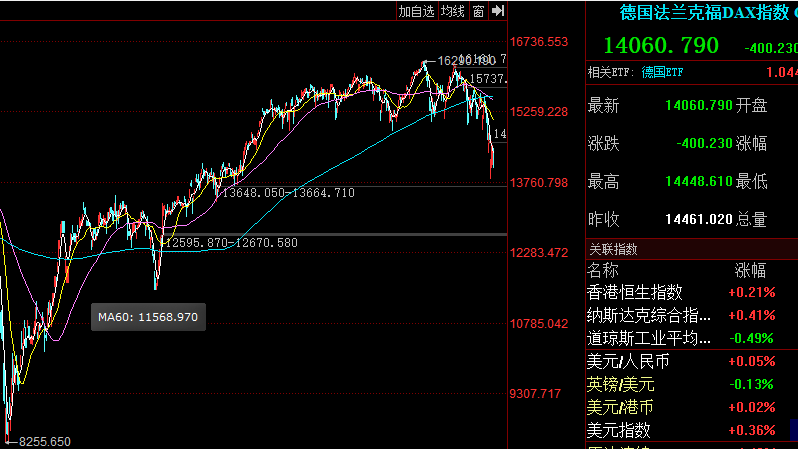 加自选 均线 窗
德国法兰克福DAX指数
14060.790 -400.230
相关ETF: 德国ETF 1.04
最新 14060.790 开盘
涨跌 -400.230 涨幅
最高 14448.610 最低
昨收 14461.020 总量
关联指数
名称 涨幅
香港恒生指数 +0.21%
纳斯达克综合指... +0.41%
道琼斯工业平均... -0.49%
美元/人民币 +0.05%
英镑/美元 -0.13%
美元/港币 +0.02%
美元指数 +0.36%
16736.553
15259.228
13760.798
12283.472
10785.042
9307.717
16290.190
15737.
14
13648.050-13664.710
12595.870-12670.580
MA60: 11568.970
8255.650